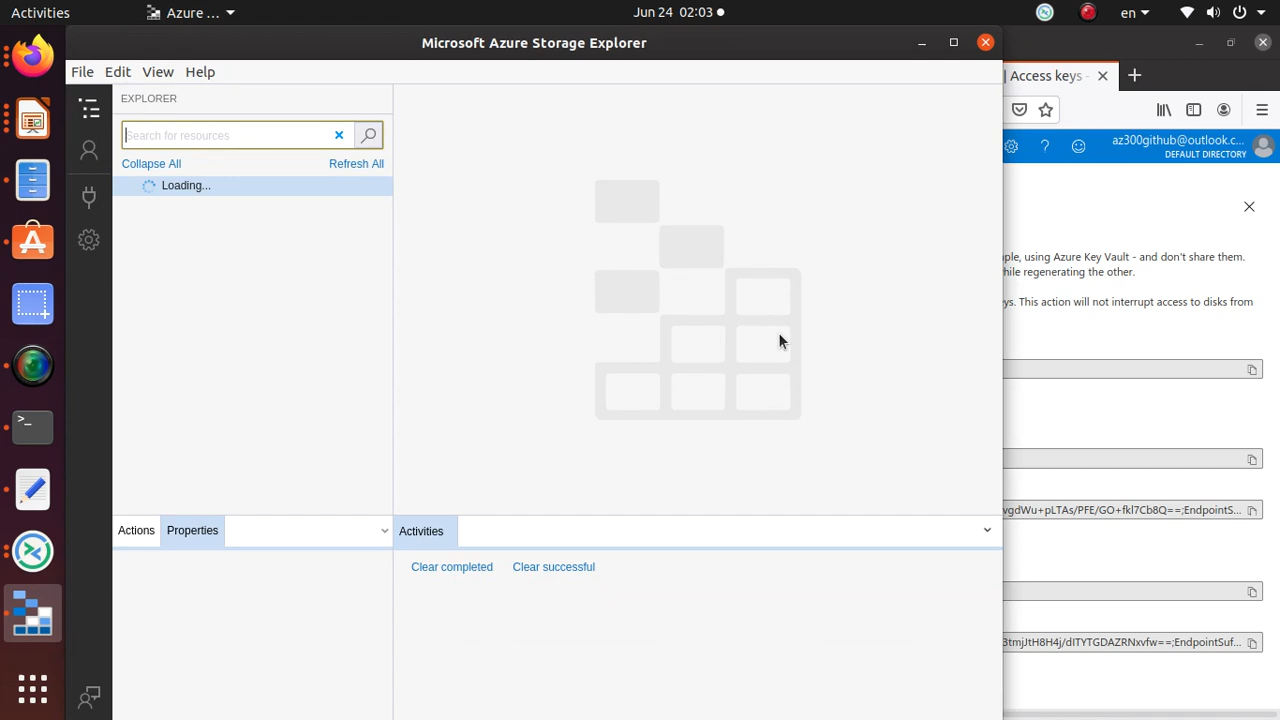 Activities
Azure ...
Jun 24 02:03
en
Microsoft Azure Storage Explorer
File Edit View Help
EXPLORER
Search for resources
Collapse All
Refresh All
Loading...
Actions
Properties
Activities
Clear completed
Clear successful
| Access keys -
az300github@outlook.c...
DEFAULT DIRECTORY
ple, using Azure Key Vault - and don't share them.
hile regenerating the other.
eys. This action will not interrupt access to disks from
wgdWu+pLTAs/PFE/GO+fkl7Cb8Q==;EndpointS...
3tmjJtH8H4j/dITYTGDAZRNxvfw==;EndpointSuf...